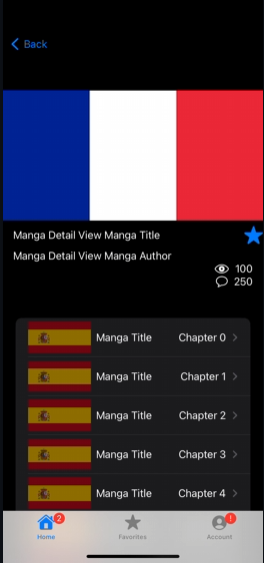 Back
Manga Detail View Manga Title
Manga Detail View Manga Author
100
250
Manga Title Chapter 0
Manga Title Chapter 1
Manga Title Chapter 2
Manga Title Chapter 3
Manga Title Chapter 4
2 !
Home Favorites Account